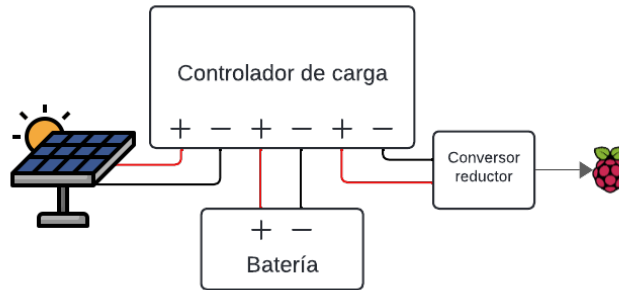 Controlador de carga
+ − + − + −
Conversor
reductor
+ −
Batería